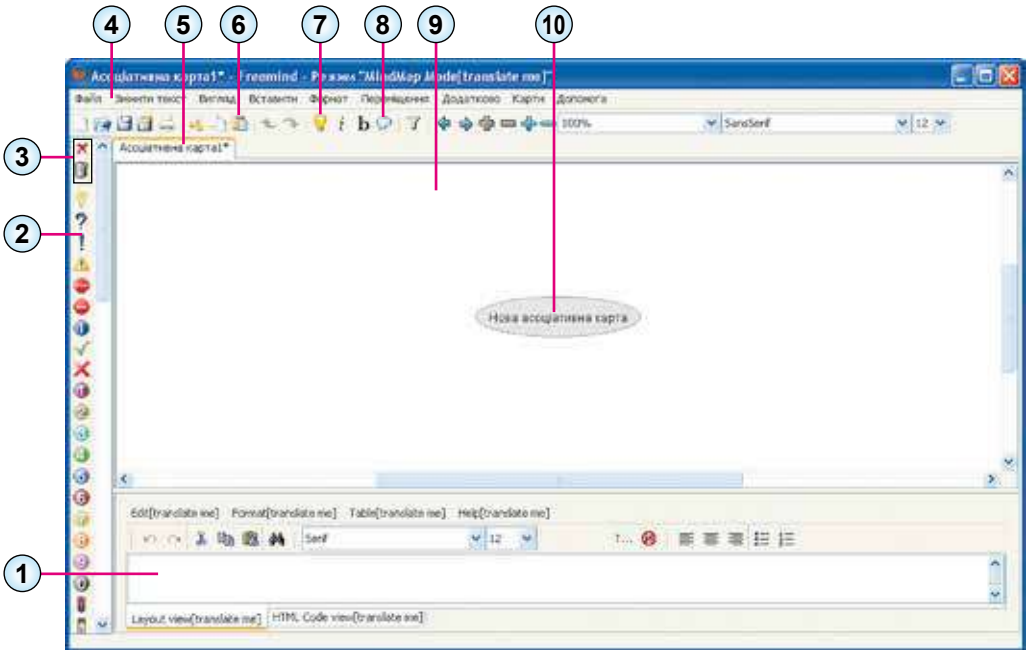 4 5 6 7 8 9 10
Асоціативна карта1* - Freemind - Режим "MindMap Mode[translate me]"
Файл Змінити текст Вигляд Вставити Формат Переміщення Додатково Карти Допомога
100% SansSerif 12
3
Асоціативна карта1*
2
Нова асоціативна карта
Edit[translate me] Format[translate me] Table[translate me] Help[translate me]
Serif 12 T...
1
Layout view[translate me] HTML Code view[translate me]